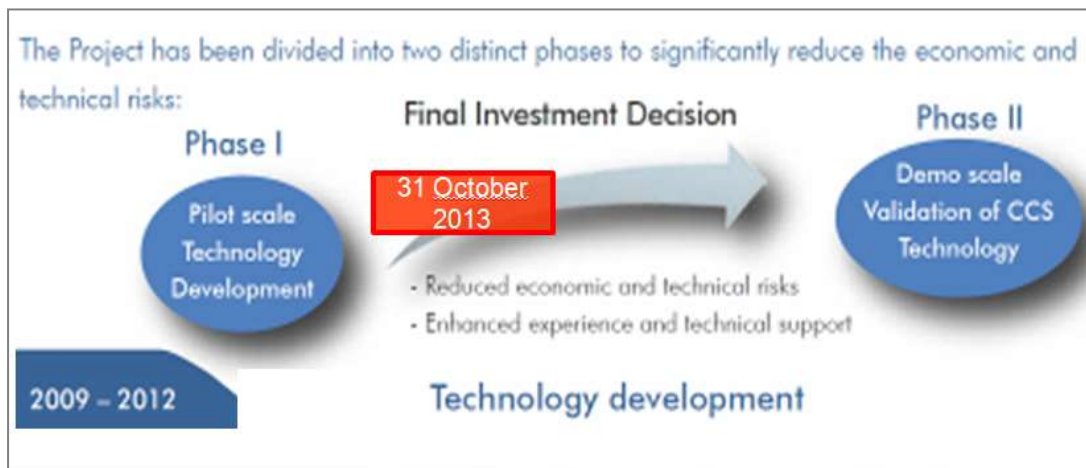 The Project has been divided into two distinct phases to significantly reduce the economic and
technical risks:
Phase I
Final Investment Decision
Phase II
Pilot scale
Technology
Development
31 October
2013
Demo scale
Validation of CCS
Technology
- Reduced economic and technical risks
- Enhanced experience and technical support
2009 – 2012
Technology development